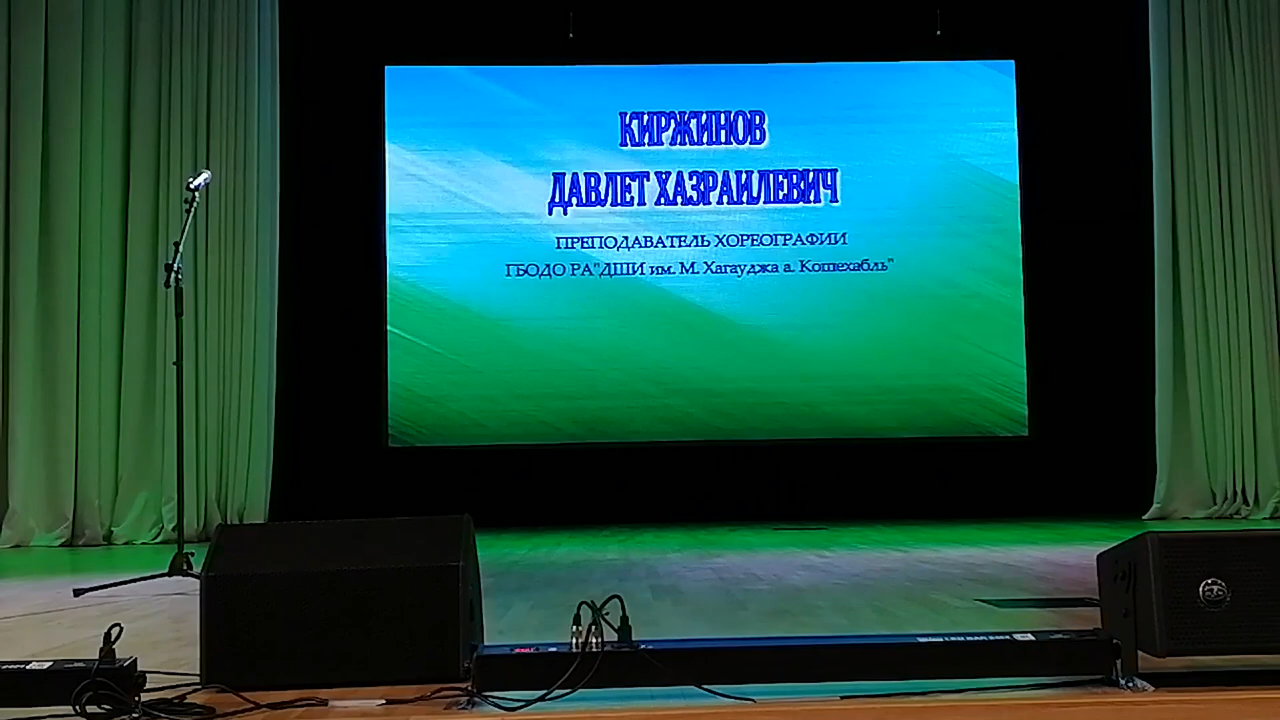 КИРЖИНОВ
ДАВЛЕТ ХАЗРАИЛЕВИЧ
ПРЕПОДАВАТЕЛЬ ХОРЕОГРАФИИ
ГБОДО РА"ДШИ им. М. Хагауджа а. Кошехабль"